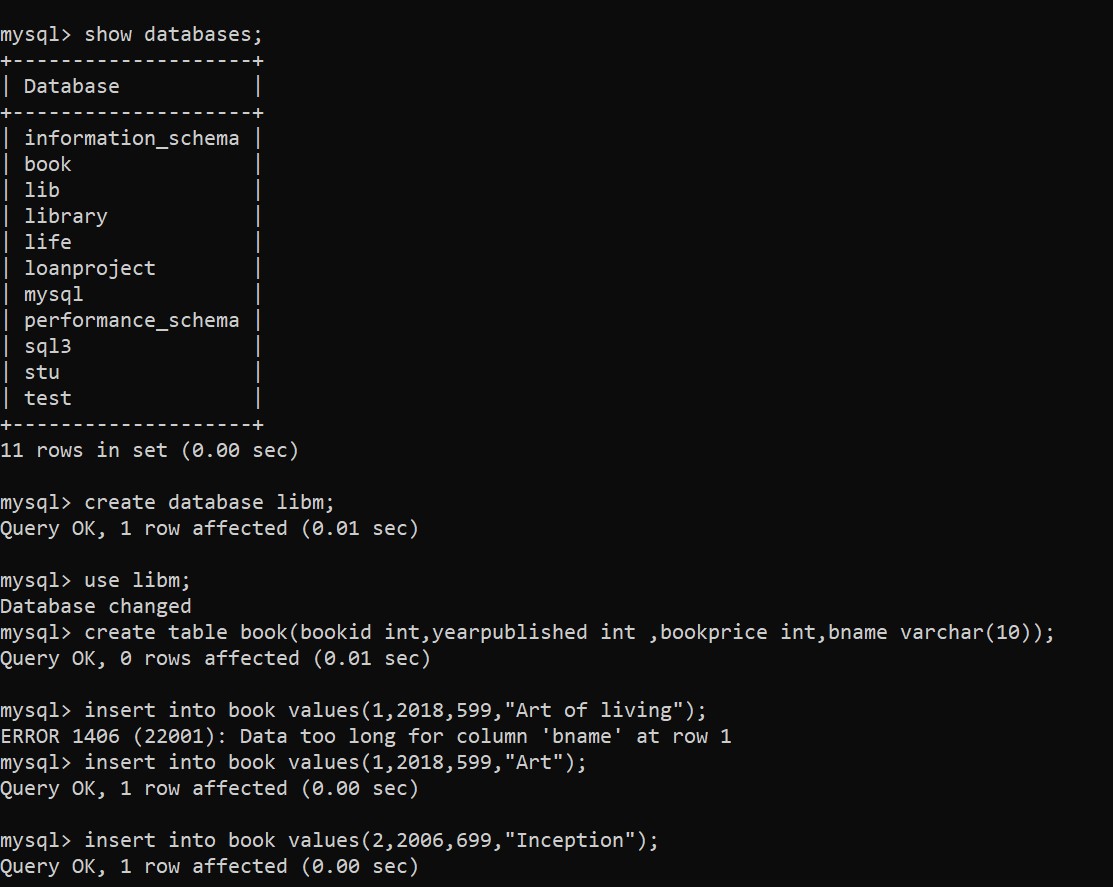 mysql> show databases;
+--------------------+
| Database           |
+--------------------+
| information_schema |
| book               |
| lib                |
| library            |
| life               |
| loanproject        |
| mysql              |
| performance_schema |
| sql3               |
| stu                |
| test               |
+--------------------+
11 rows in set (0.00 sec)
mysql> create database libm;
Query OK, 1 row affected (0.01 sec)
mysql> use libm;
Database changed
mysql> create table book(bookid int,yearpublished int ,bookprice int,bname varchar(10));
Query OK, 0 rows affected (0.01 sec)
mysql> insert into book values(1,2018,599,"Art of living");
ERROR 1406 (22001): Data too long for column 'bname' at row 1
mysql> insert into book values(1,2018,599,"Art");
Query OK, 1 row affected (0.00 sec)
mysql> insert into book values(2,2006,699,"Inception");
Query OK, 1 row affected (0.00 sec)